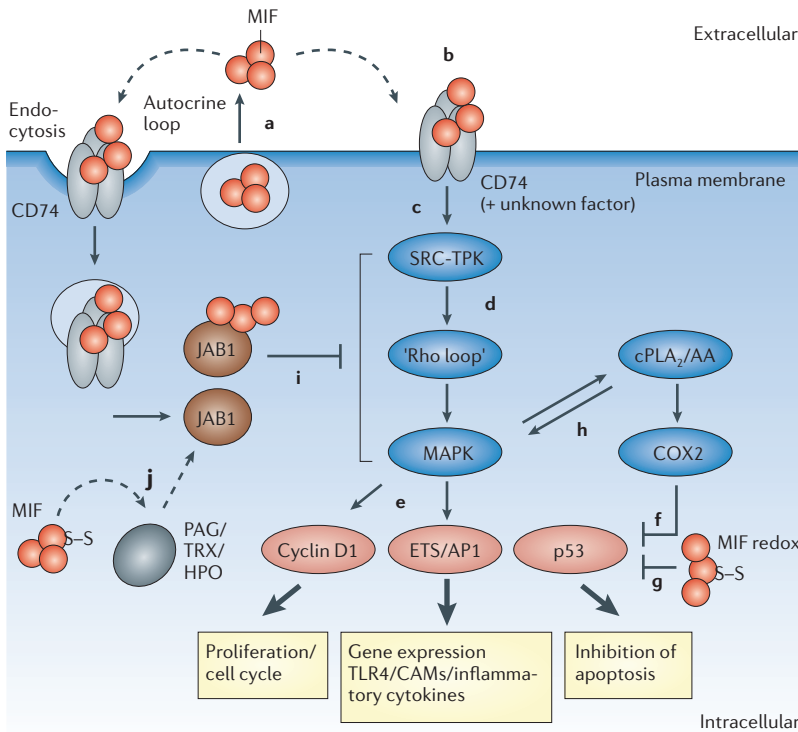 MIF
Extracellular
b
Endo-
cytosis
Autocrine
loop
a
Plasma membrane
CD74
CD74
(+ unknown factor)
c
SRC-TPK
d
JAB1
i
'Rho loop'
cPLA₂/AA
h
JAB1
MAPK
COX2
j
MIF
S–S
PAG/
TRX/
HPO
e
f
Cyclin D1
ETS/AP1
p53
g
MIF redox
S–S
Proliferation/
cell cycle
Gene expression
TLR4/CAMs/inflamma-
tory cytokines
Inhibition of
apoptosis
Intracellular